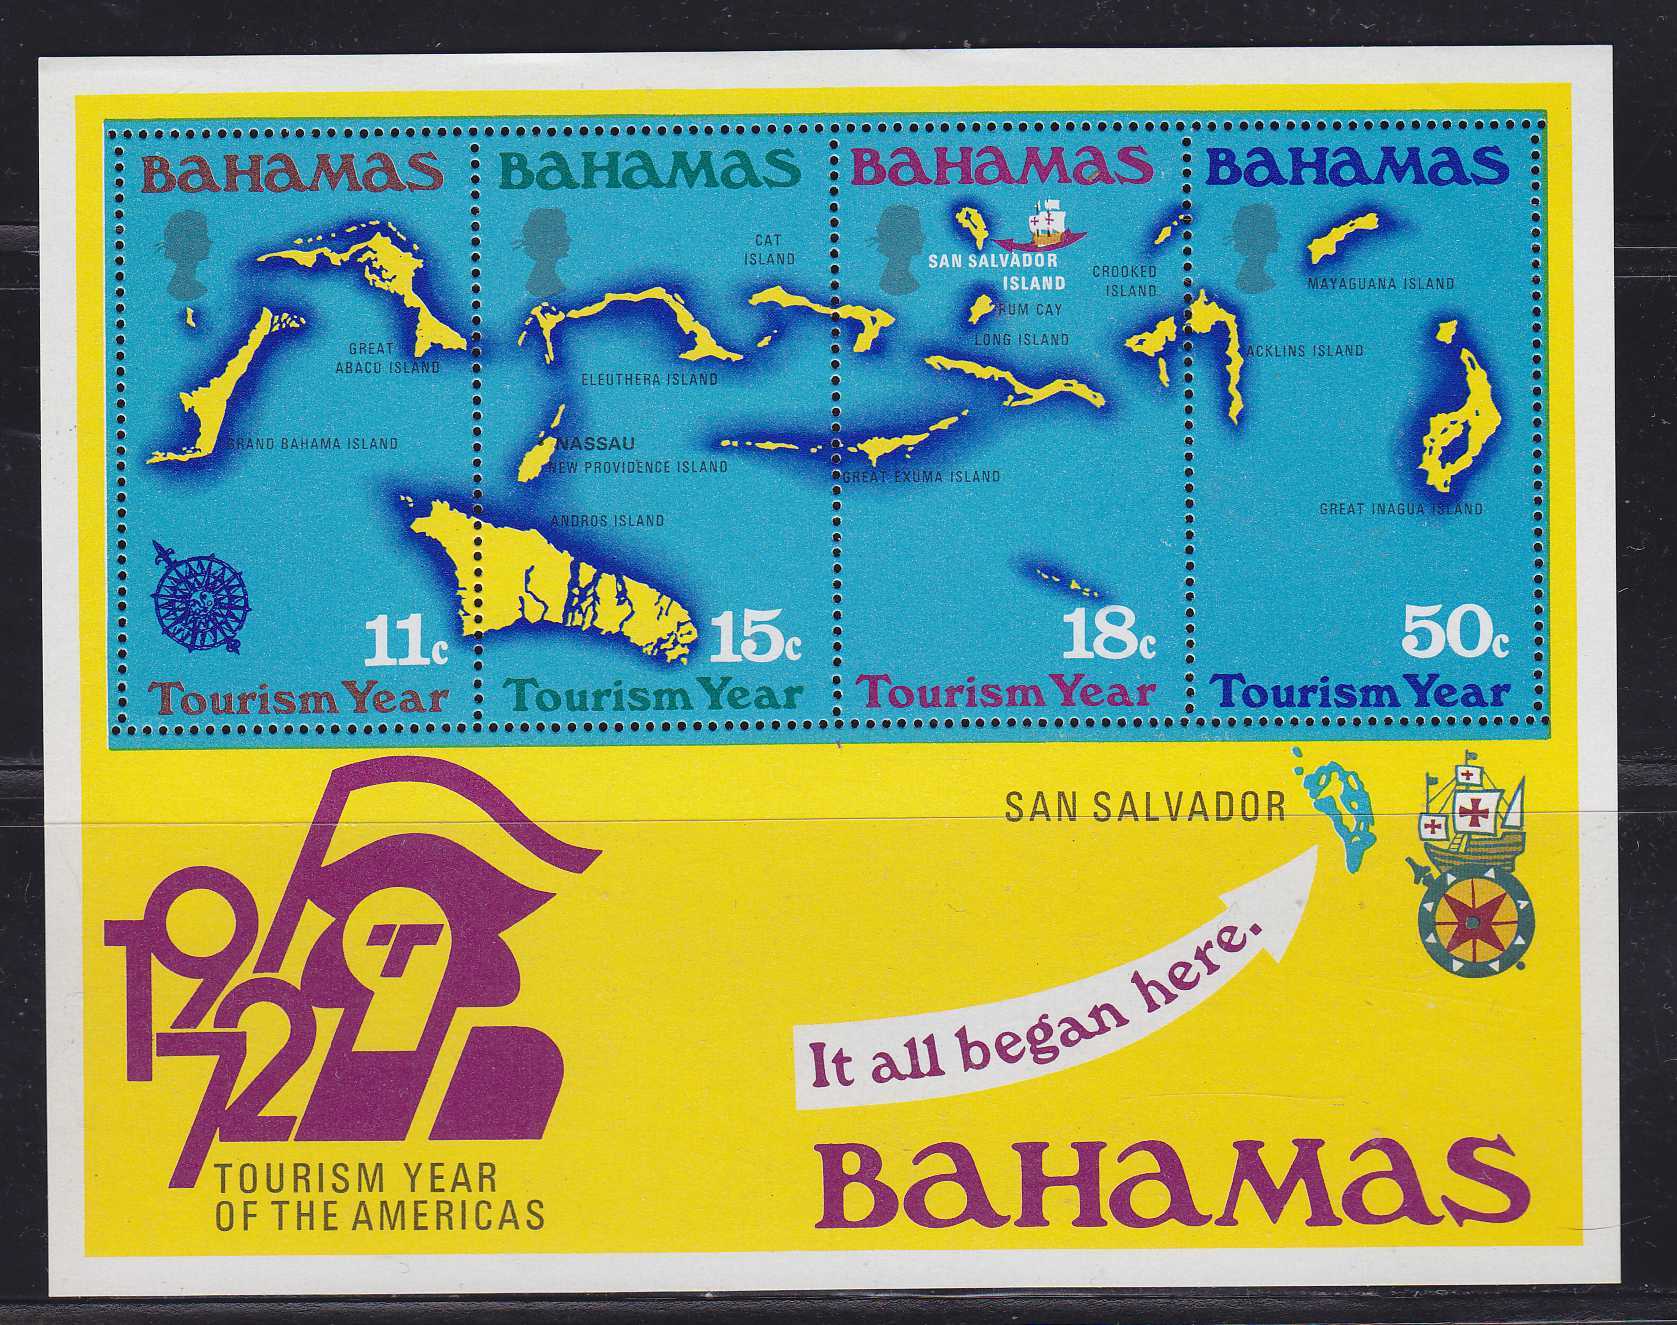 BAHAMAS
GREAT
ABACO ISLAND
GRAND BAHAMA ISLAND
11c
Tourism Year
BAHAMAS
CAT
ISLAND
ELEUTHERA ISLAND
NASSAU
NEW PROVIDENCE ISLAND
ANDROS ISLAND
15c
Tourism Year
BAHAMAS
SAN SALVADOR
ISLAND
CROOKED
ISLAND
RUM CAY
LONG ISLAND
GREAT EXUMA ISLAND
18c
Tourism Year
BAHAMAS
MAYAGUANA ISLAND
ACKLINS ISLAND
GREAT INAGUA ISLAND
50c
Tourism Year
SAN SALVADOR
1972
T
TOURISM YEAR
OF THE AMERICAS
It all began here.
BAHAMAS